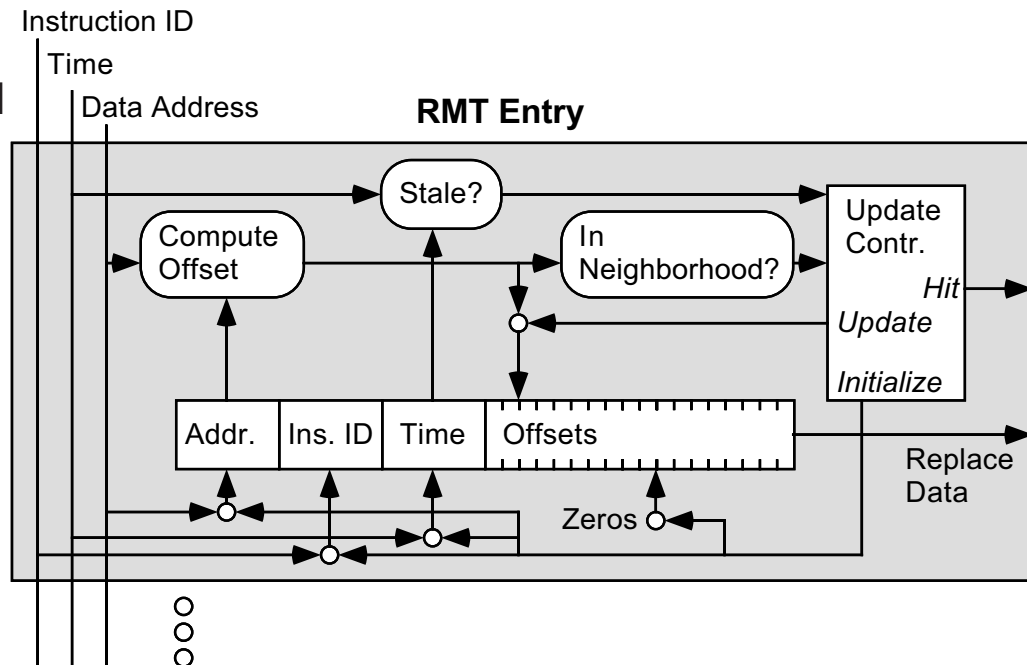 Instruction ID
Time
Data Address
RMT Entry
Stale?
Compute
Offset
In
Neighborhood?
Update
Contr.
Hit
Update
Initialize
Addr.
Ins. ID
Time
Offsets
Replace
Data
Zeros